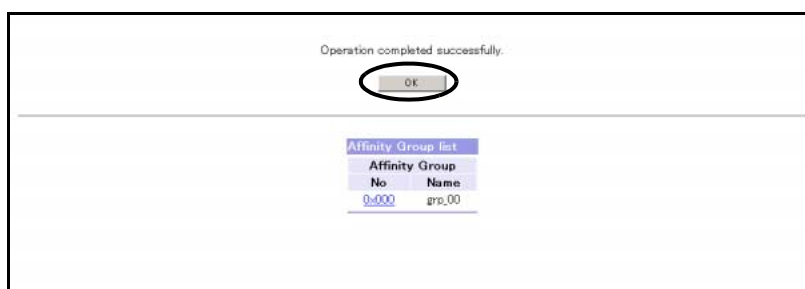 Operation completed successfully.
OK
Affinity Group list
Affinity Group
No Name
0x000 grp_00